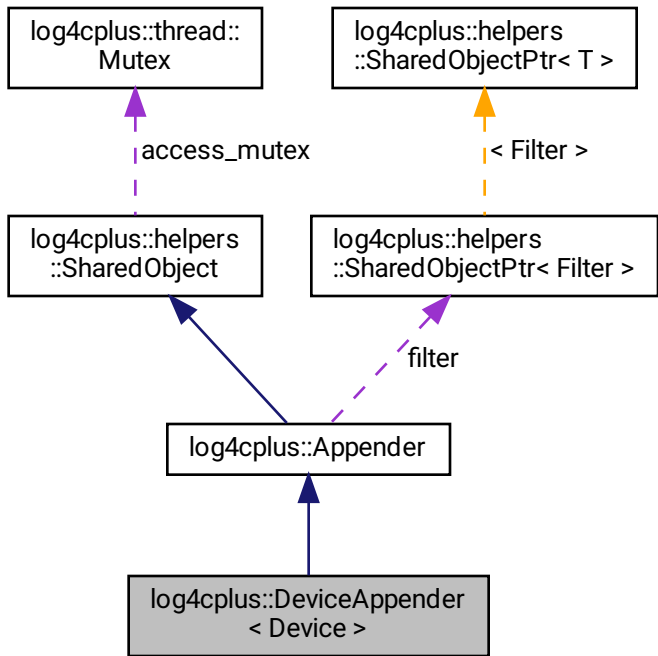 log4cplus::thread::
Mutex
log4cplus::helpers
::SharedObjectPtr< T >
access_mutex
< Filter >
log4cplus::helpers
::SharedObject
log4cplus::helpers
::SharedObjectPtr< Filter >
filter
log4cplus::Appender
log4cplus::DeviceAppender
< Device >